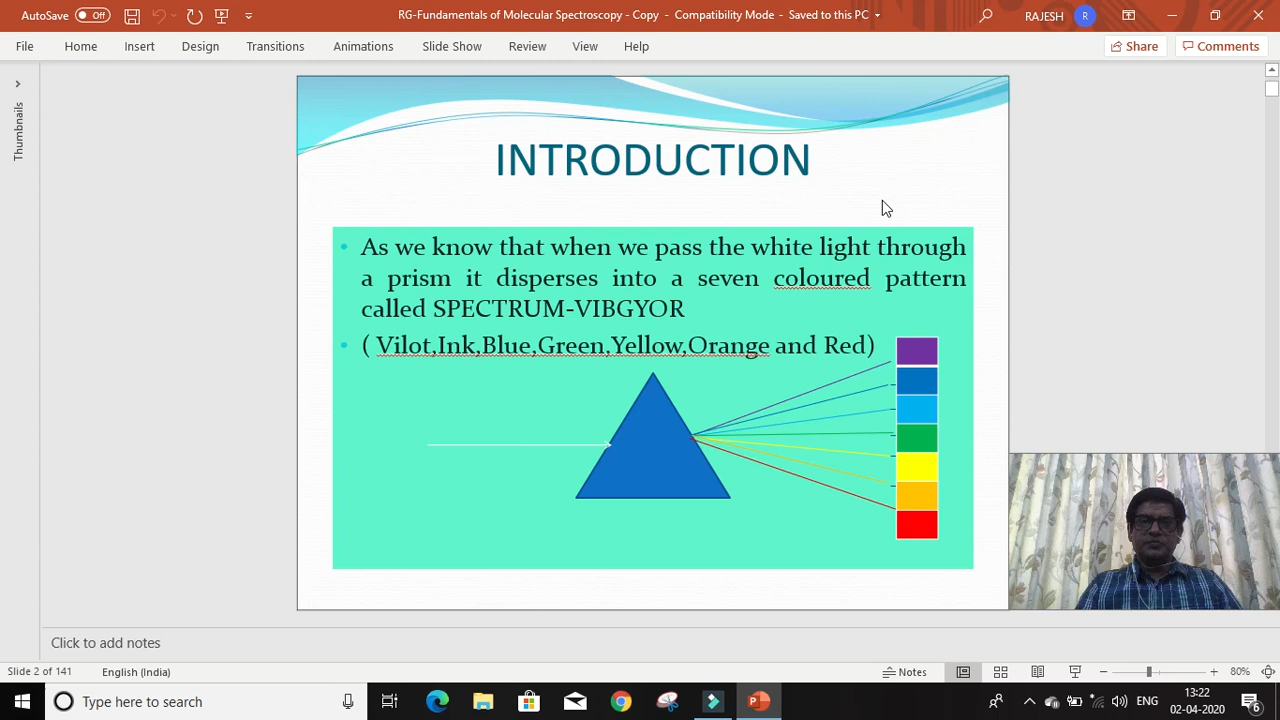 AutoSave Off RG-Fundamentals of Molecular Spectroscopy - Copy - Compatibility Mode - Saved to this PC RAJESH R
File Home Insert Design Transitions Animations Slide Show Review View Help Share Comments
Thumbnails
INTRODUCTION
• As we know that when we pass the white light through
a prism it disperses into a seven coloured pattern
called SPECTRUM-VIBGYOR
• ( Vilot,Ink,Blue,Green,Yellow,Orange and Red)
Click to add notes
Slide 2 of 141 English (India) Notes 80%
Type here to search ENG 13:22
02-04-2020 6